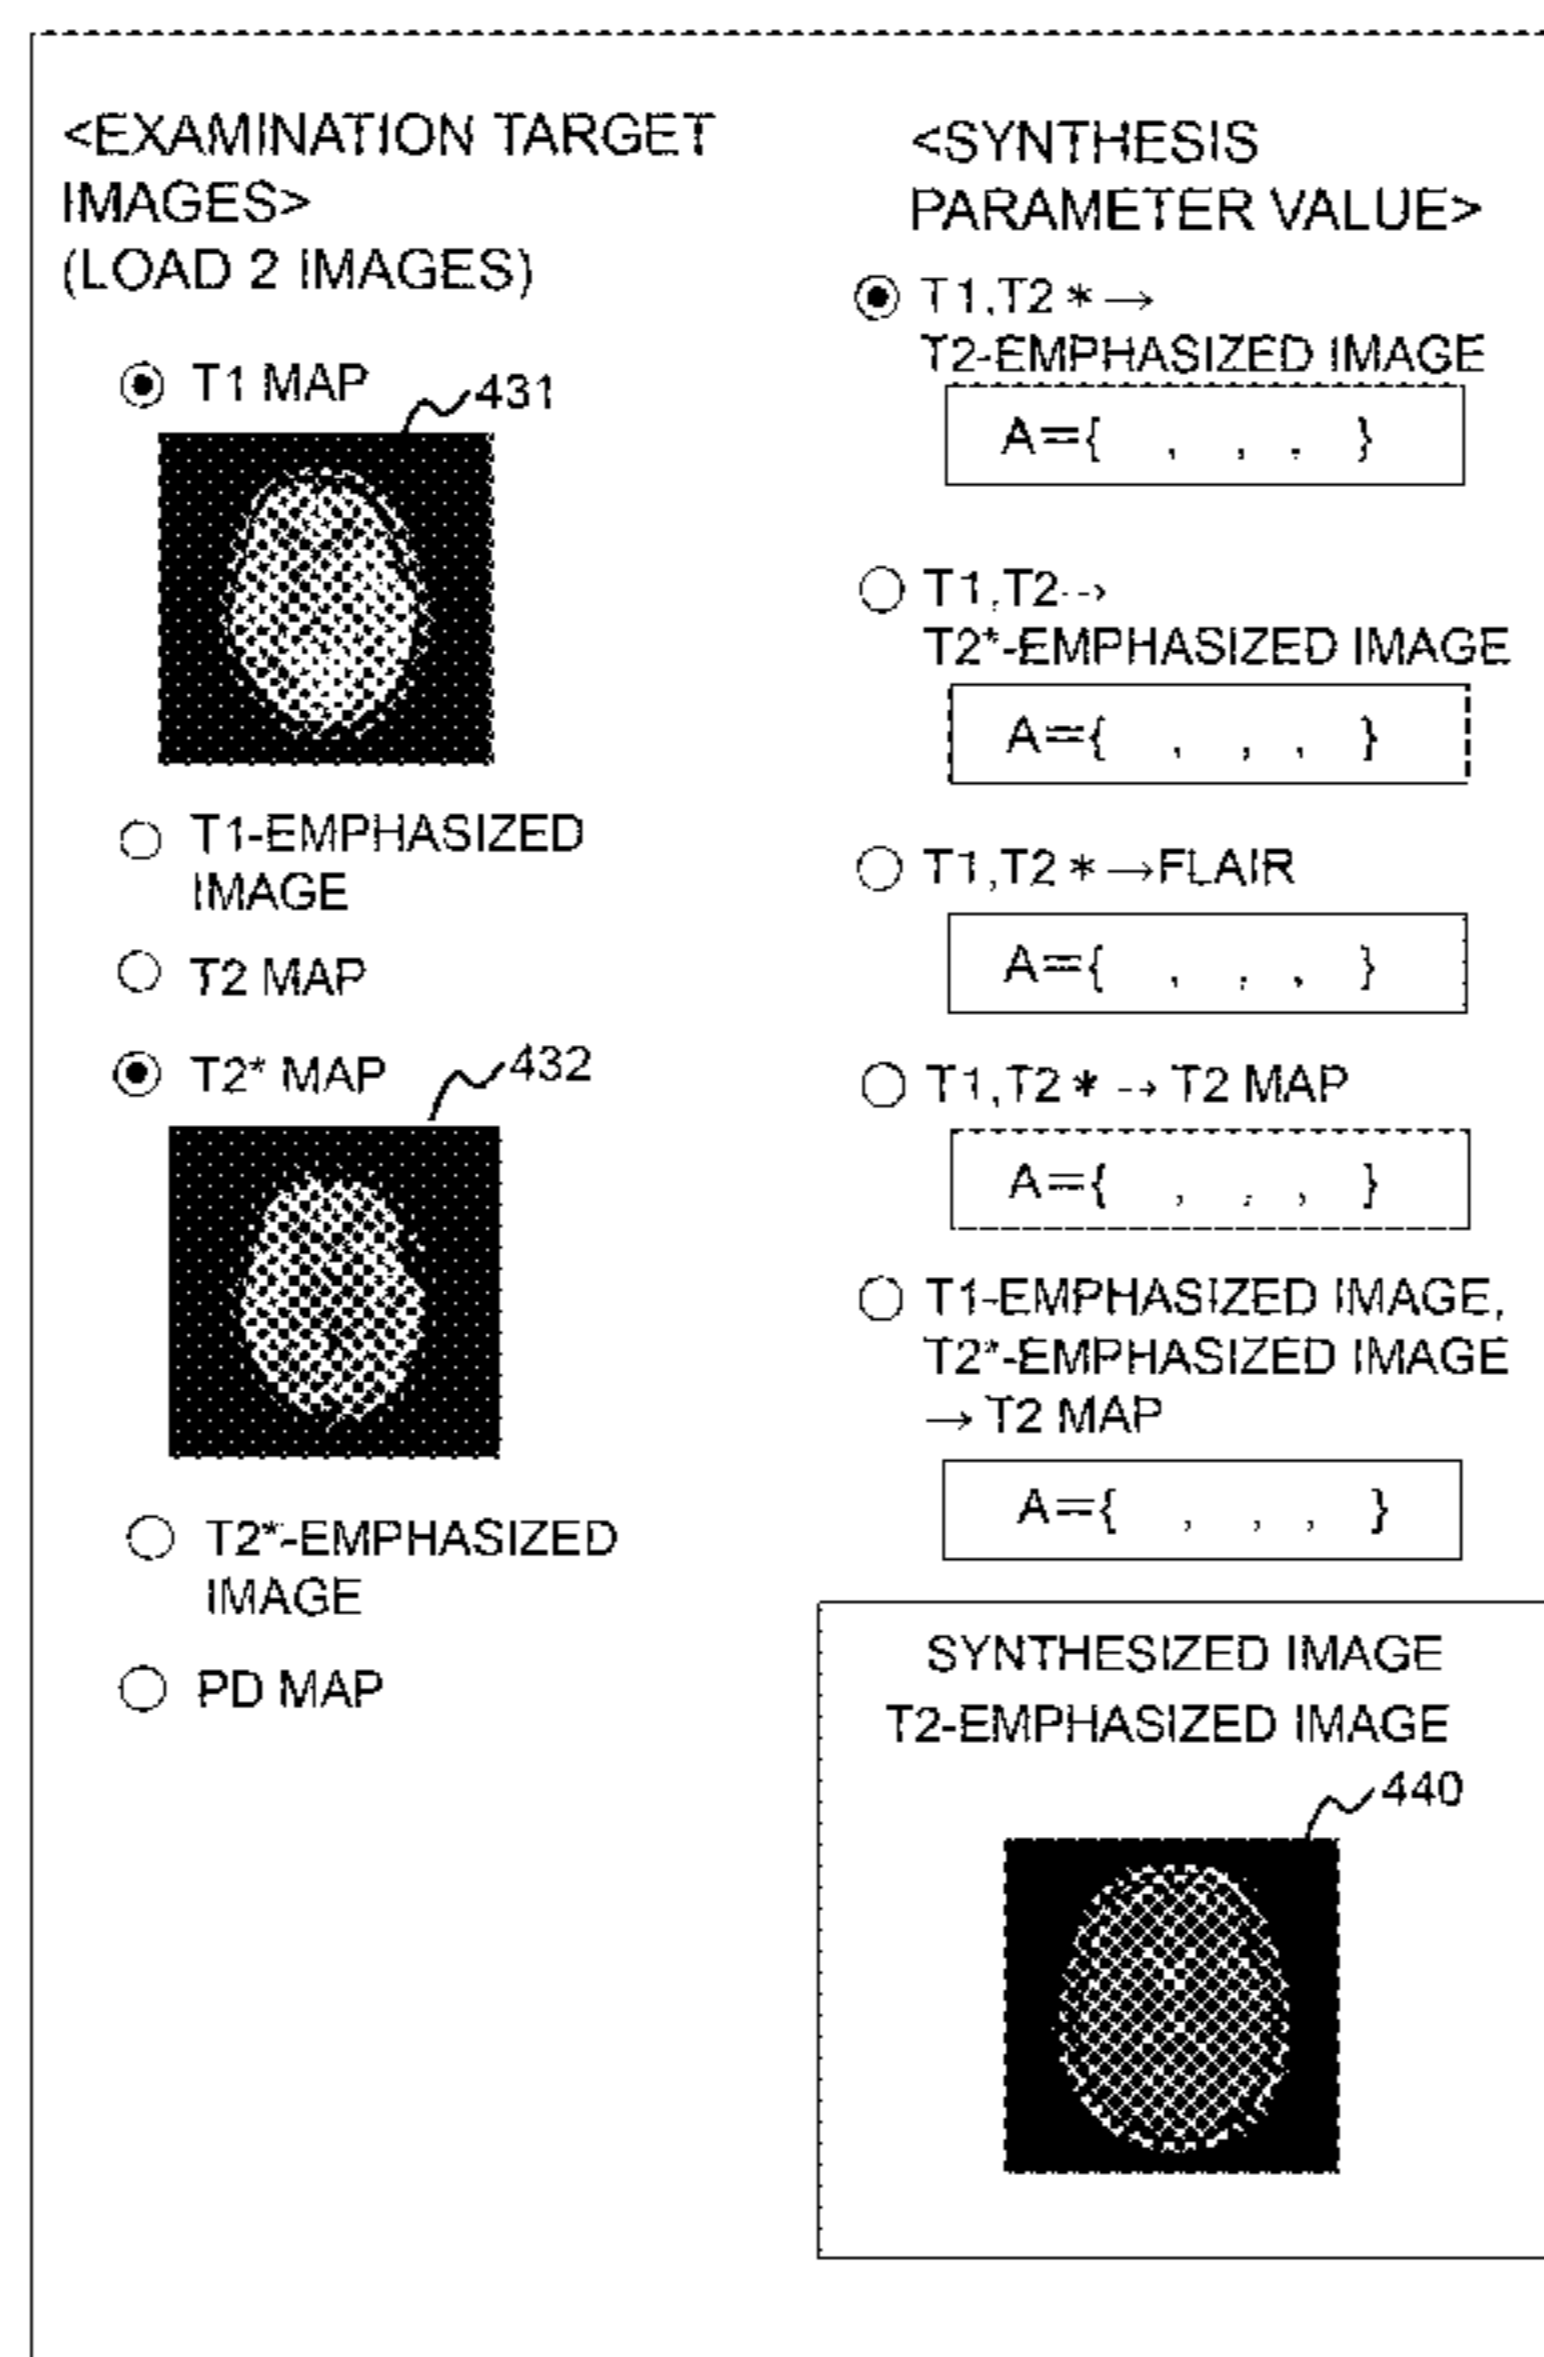 <EXAMINATION TARGET
IMAGES>
(LOAD 2 IMAGES)
T1 MAP
431
T1-EMPHASIZED
IMAGE
T2 MAP
T2* MAP
432
T2*-EMPHASIZED
IMAGE
PD MAP
<SYNTHESIS
PARAMETER VALUE>
T1,T2 * →
T2-EMPHASIZED IMAGE
A={ , , , }
T1,T2→
T2*-EMPHASIZED IMAGE
A={ , , , }
T1,T2 * →FLAIR
A={ , , , }
T1,T2 * → T2 MAP
A={ , , , }
T1-EMPHASIZED IMAGE,
T2*-EMPHASIZED IMAGE
→ T2 MAP
A={ , , , }
SYNTHESIZED IMAGE
T2-EMPHASIZED IMAGE
440